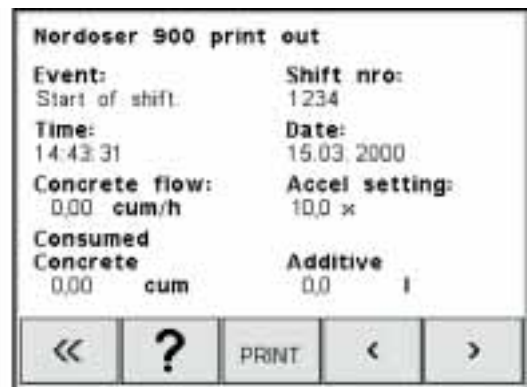 Nordoser 900 print out
Event: Shift nro:
Start of shift. 1234
Time: Date:
14:43:31 15.03.2000
Concrete flow: Accel setting:
0,00 cum/h 10,0 %
Consumed
Concrete Additive
0,00 cum 0,0 l
« ? PRINT < >